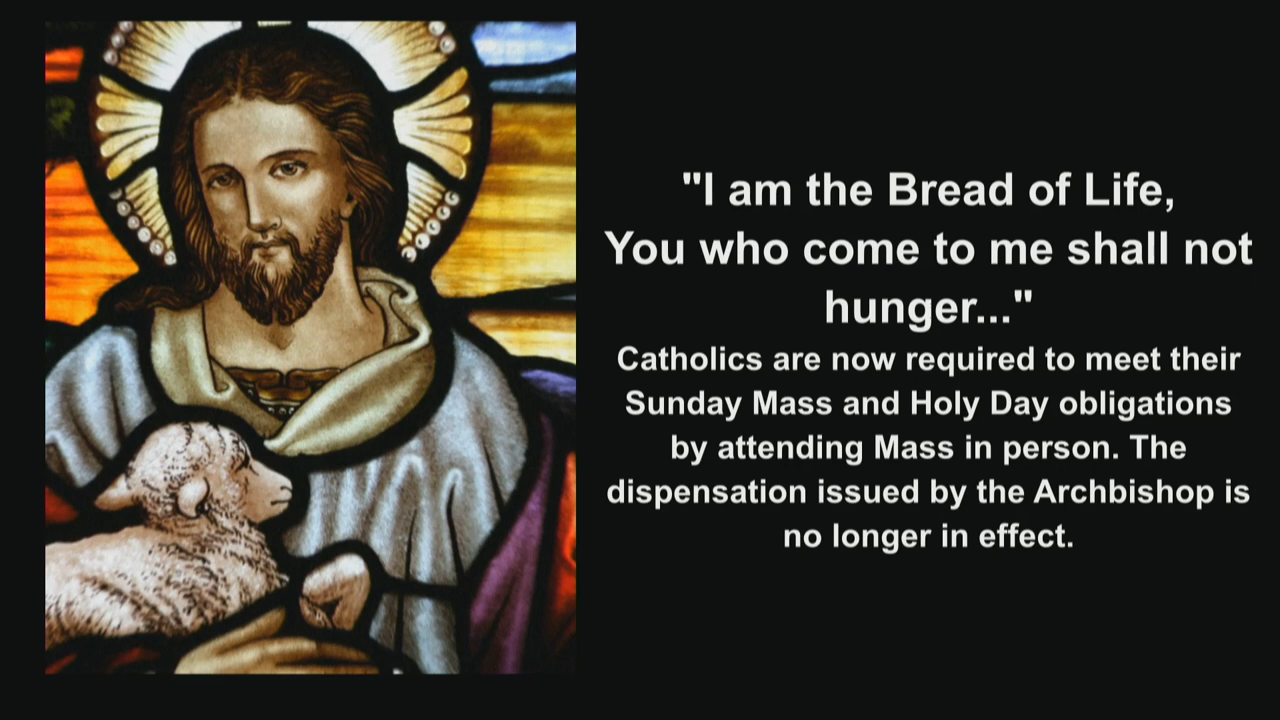 "I am the Bread of Life,
You who come to me shall not
hunger..."
Catholics are now required to meet their
Sunday Mass and Holy Day obligations
by attending Mass in person. The
dispensation issued by the Archbishop is
no longer in effect.